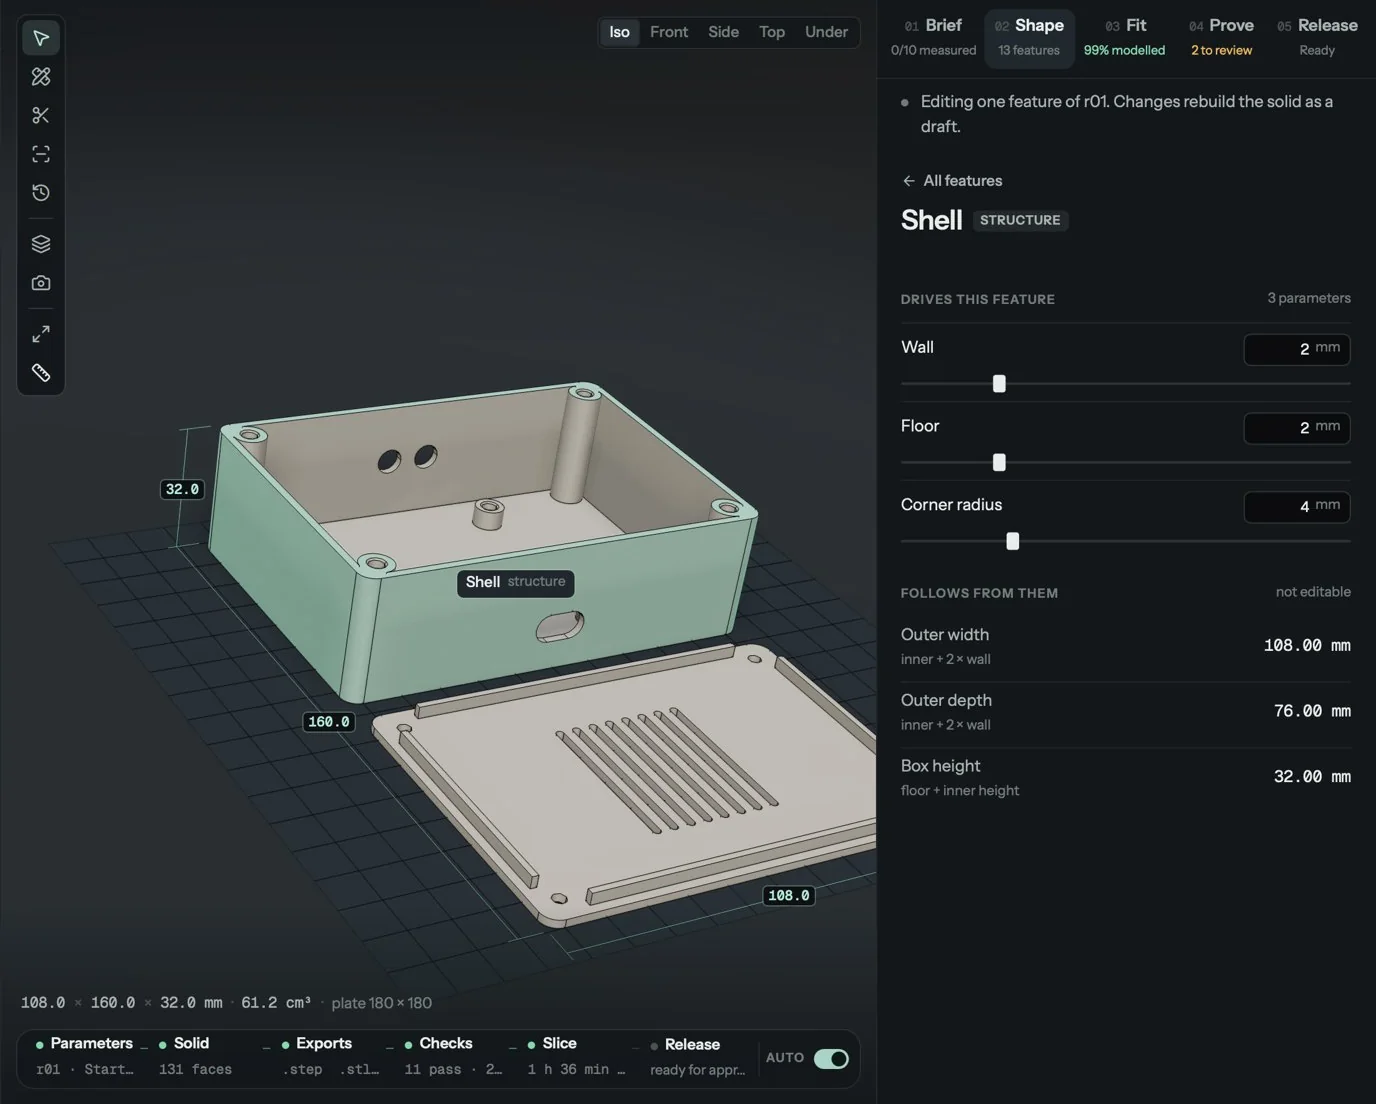 Iso Front Side Top Under
01 Brief
0/10 measured
02 Shape
13 features
03 Fit
99% modelled
04 Prove
2 to review
05 Release
Ready
Editing one feature of r01. Changes rebuild the solid as a
draft.
← All features
Shell STRUCTURE
DRIVES THIS FEATURE 3 parameters
Wall 2 mm
Floor 2 mm
Corner radius 4 mm
FOLLOWS FROM THEM not editable
Outer width 108.00 mm
inner + 2 × wall
Outer depth 76.00 mm
inner + 2 × wall
Box height 32.00 mm
floor + inner height
32.0
Shell structure
160.0
108.0
108.0 × 160.0 × 32.0 mm · 61.2 cm³ · plate 180 × 180
Parameters
r01 · Start…
Solid
131 faces
Exports
.step .stl…
Checks
11 pass · 2…
Slice
1 h 36 min …
Release
ready for appr…
AUTO